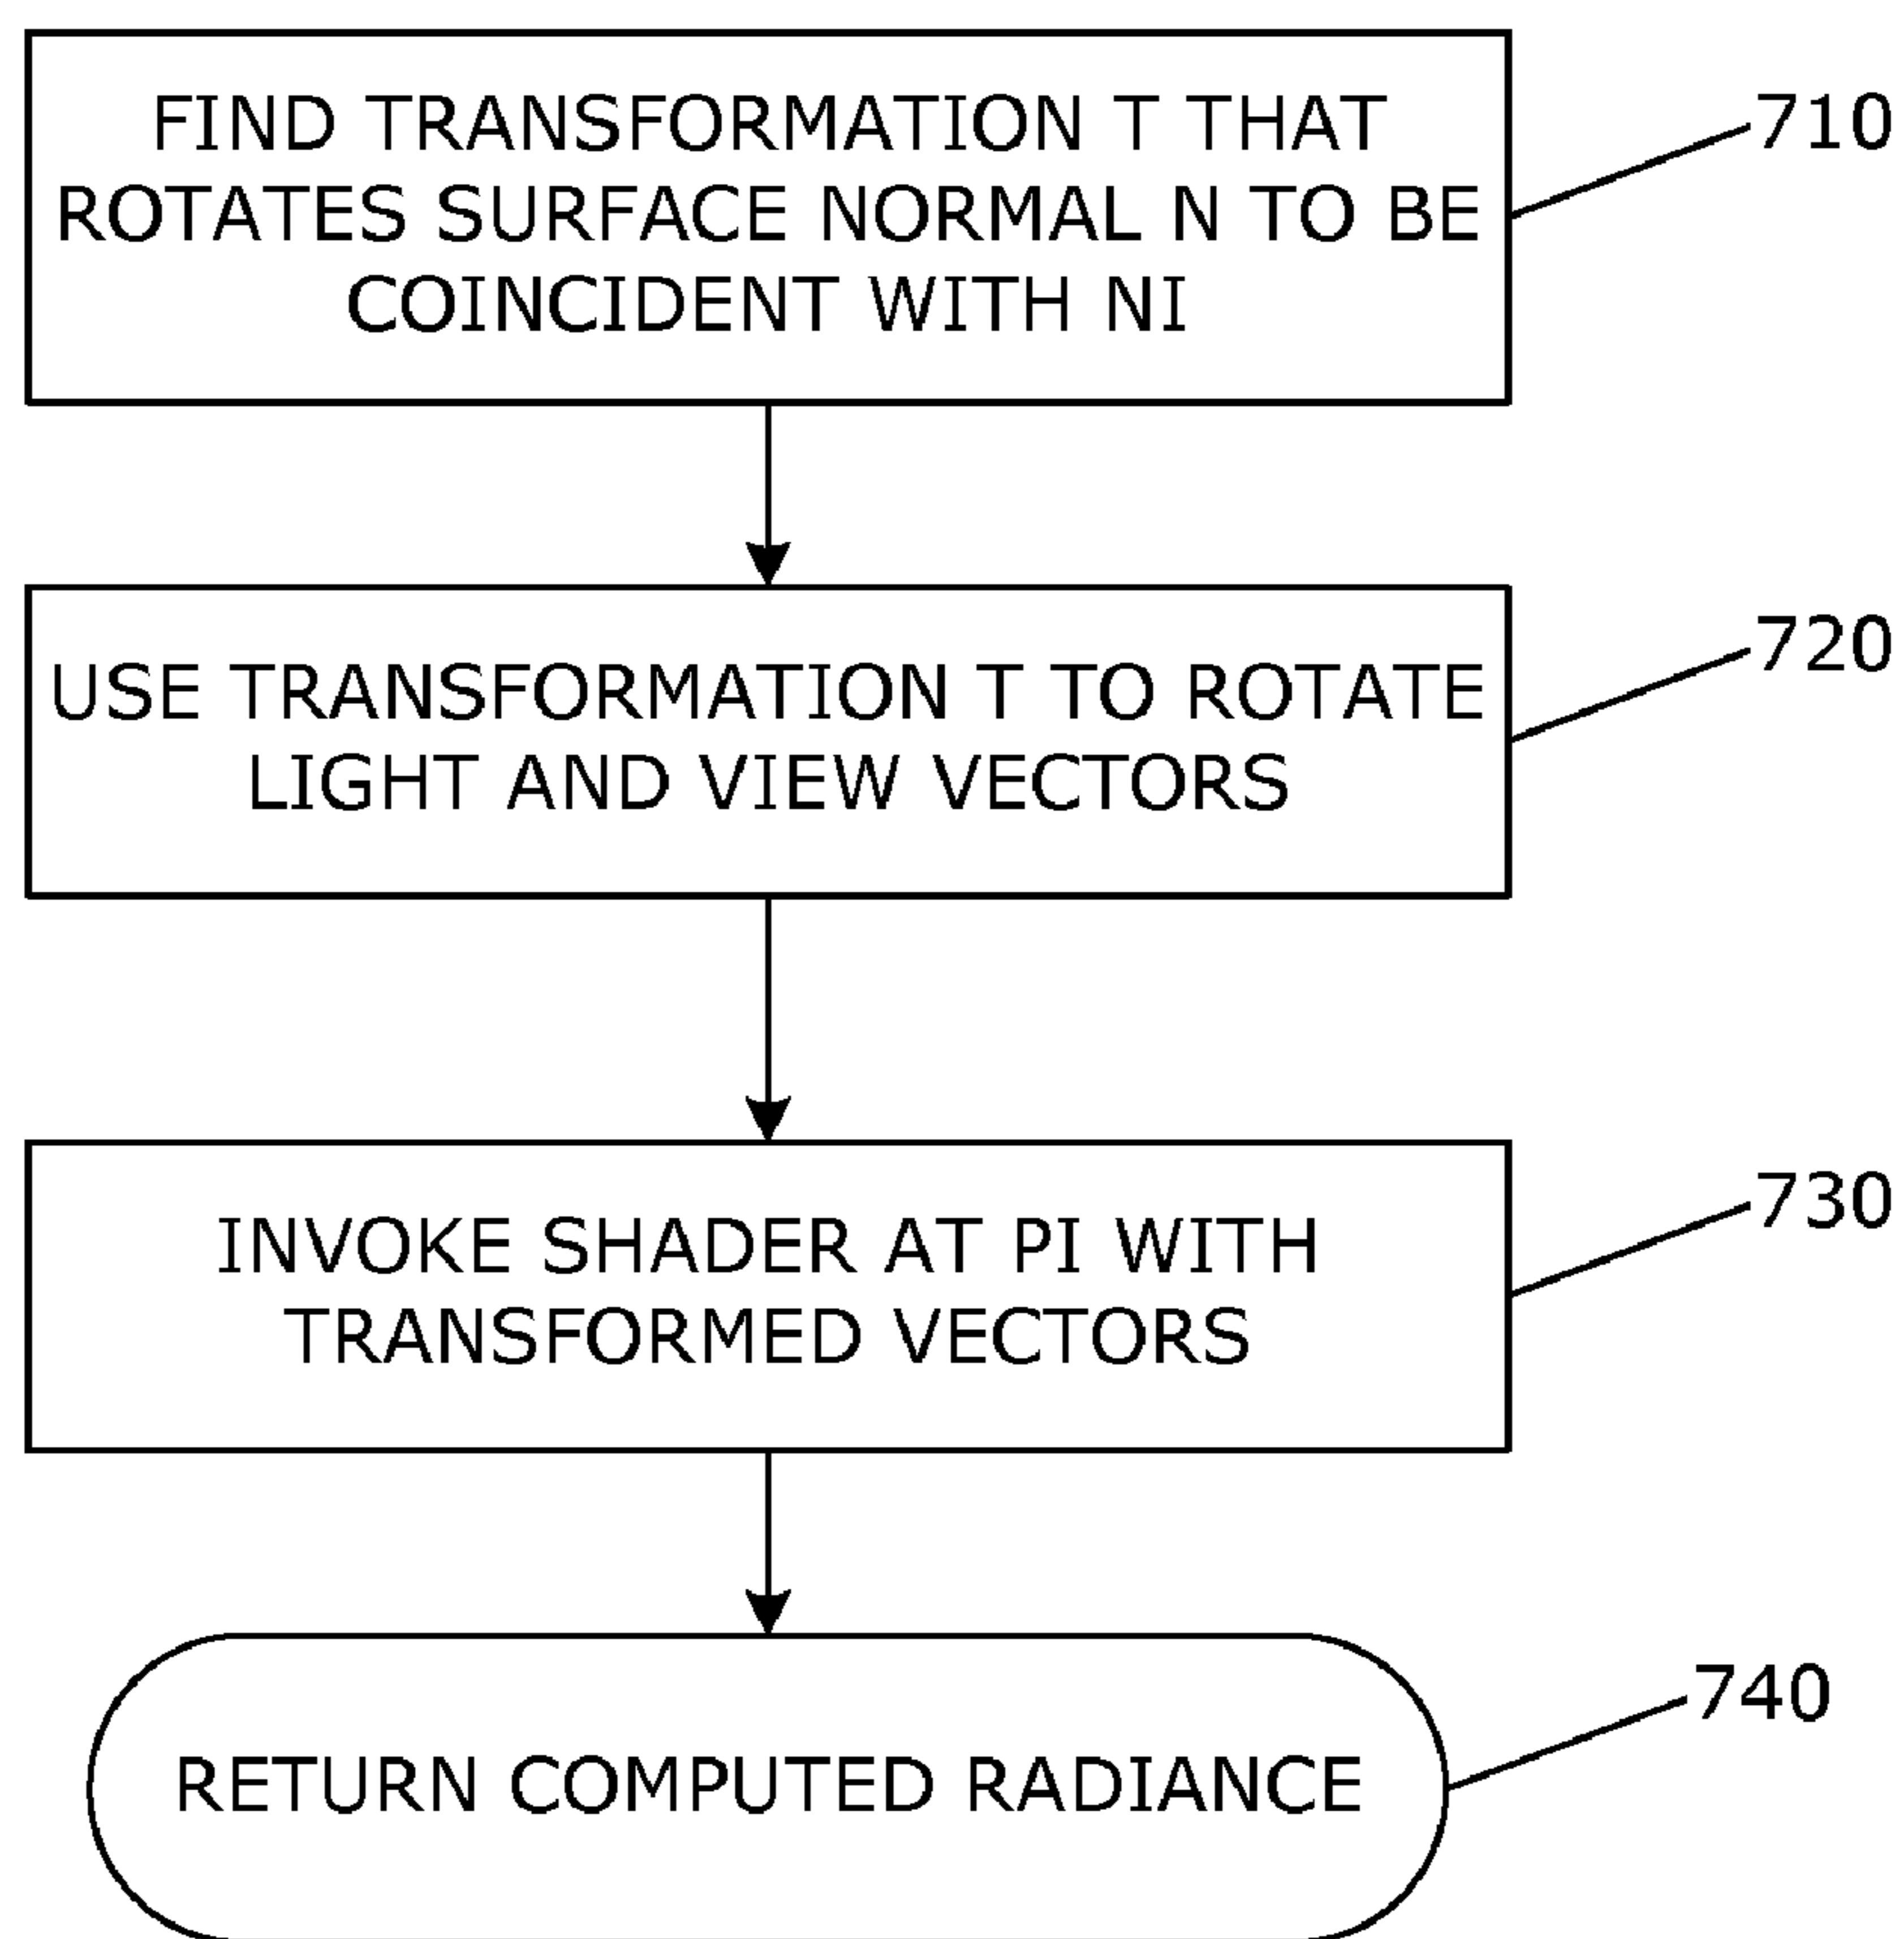 FIND TRANSFORMATION T THAT
ROTATES SURFACE NORMAL N TO BE
COINCIDENT WITH NI
710
USE TRANSFORMATION T TO ROTATE
LIGHT AND VIEW VECTORS
720
INVOKE SHADER AT PI WITH
TRANSFORMED VECTORS
730
RETURN COMPUTED RADIANCE
740